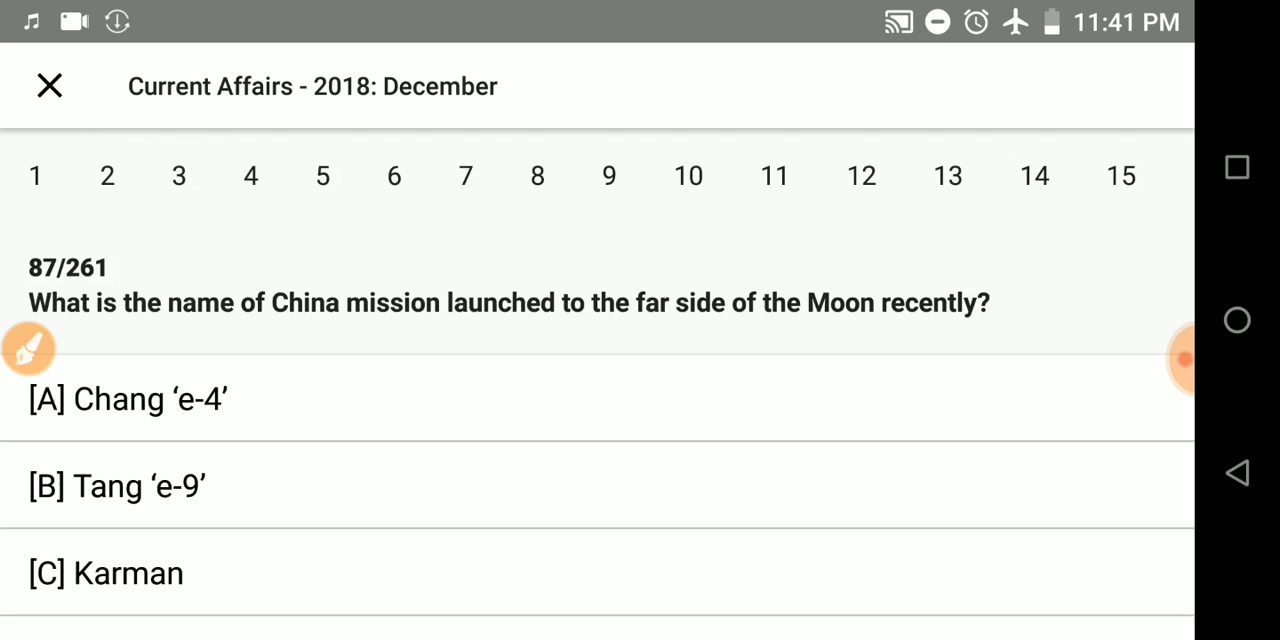 11:41 PM
Current Affairs - 2018: December
1 2 3 4 5 6 7 8 9 10 11 12 13 14 15
87/261
What is the name of China mission launched to the far side of the Moon recently?
[A] Chang ‘e-4’
[B] Tang ‘e-9’
[C] Karman